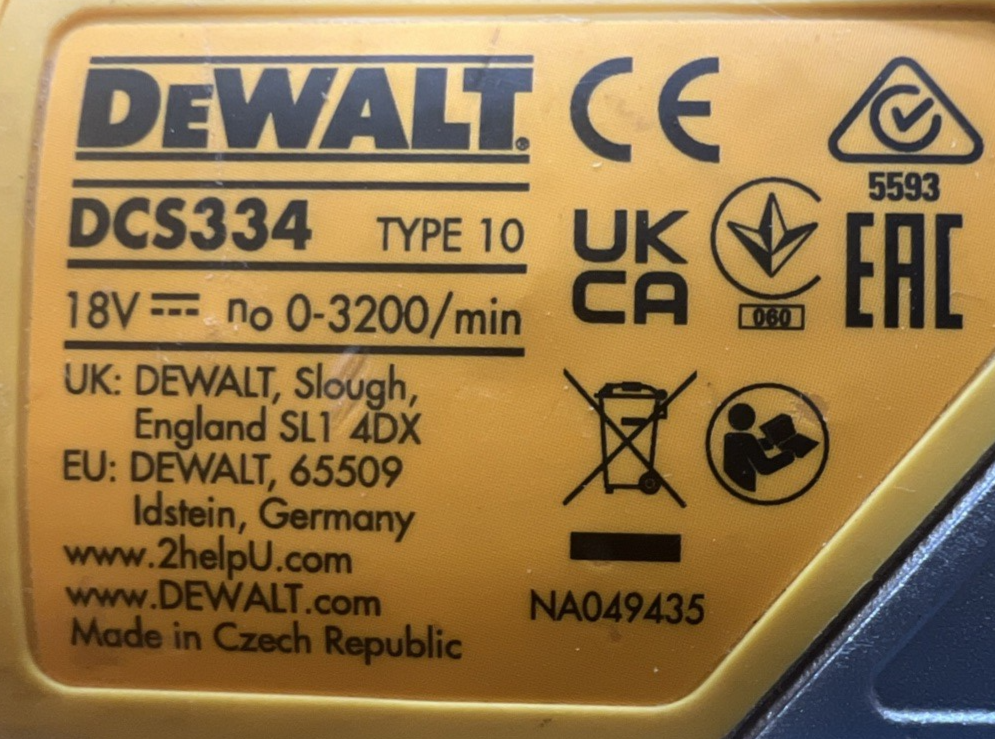 DEWALT®
DCS334 TYPE 10
18V ⎓ no 0-3200/min
UK: DEWALT, Slough,
England SL1 4DX
EU: DEWALT, 65509
Idstein, Germany
www.2helpU.com
www.DEWALT.com
Made in Czech Republic
CE
5593
UK
CA
060
EAC
NA049435